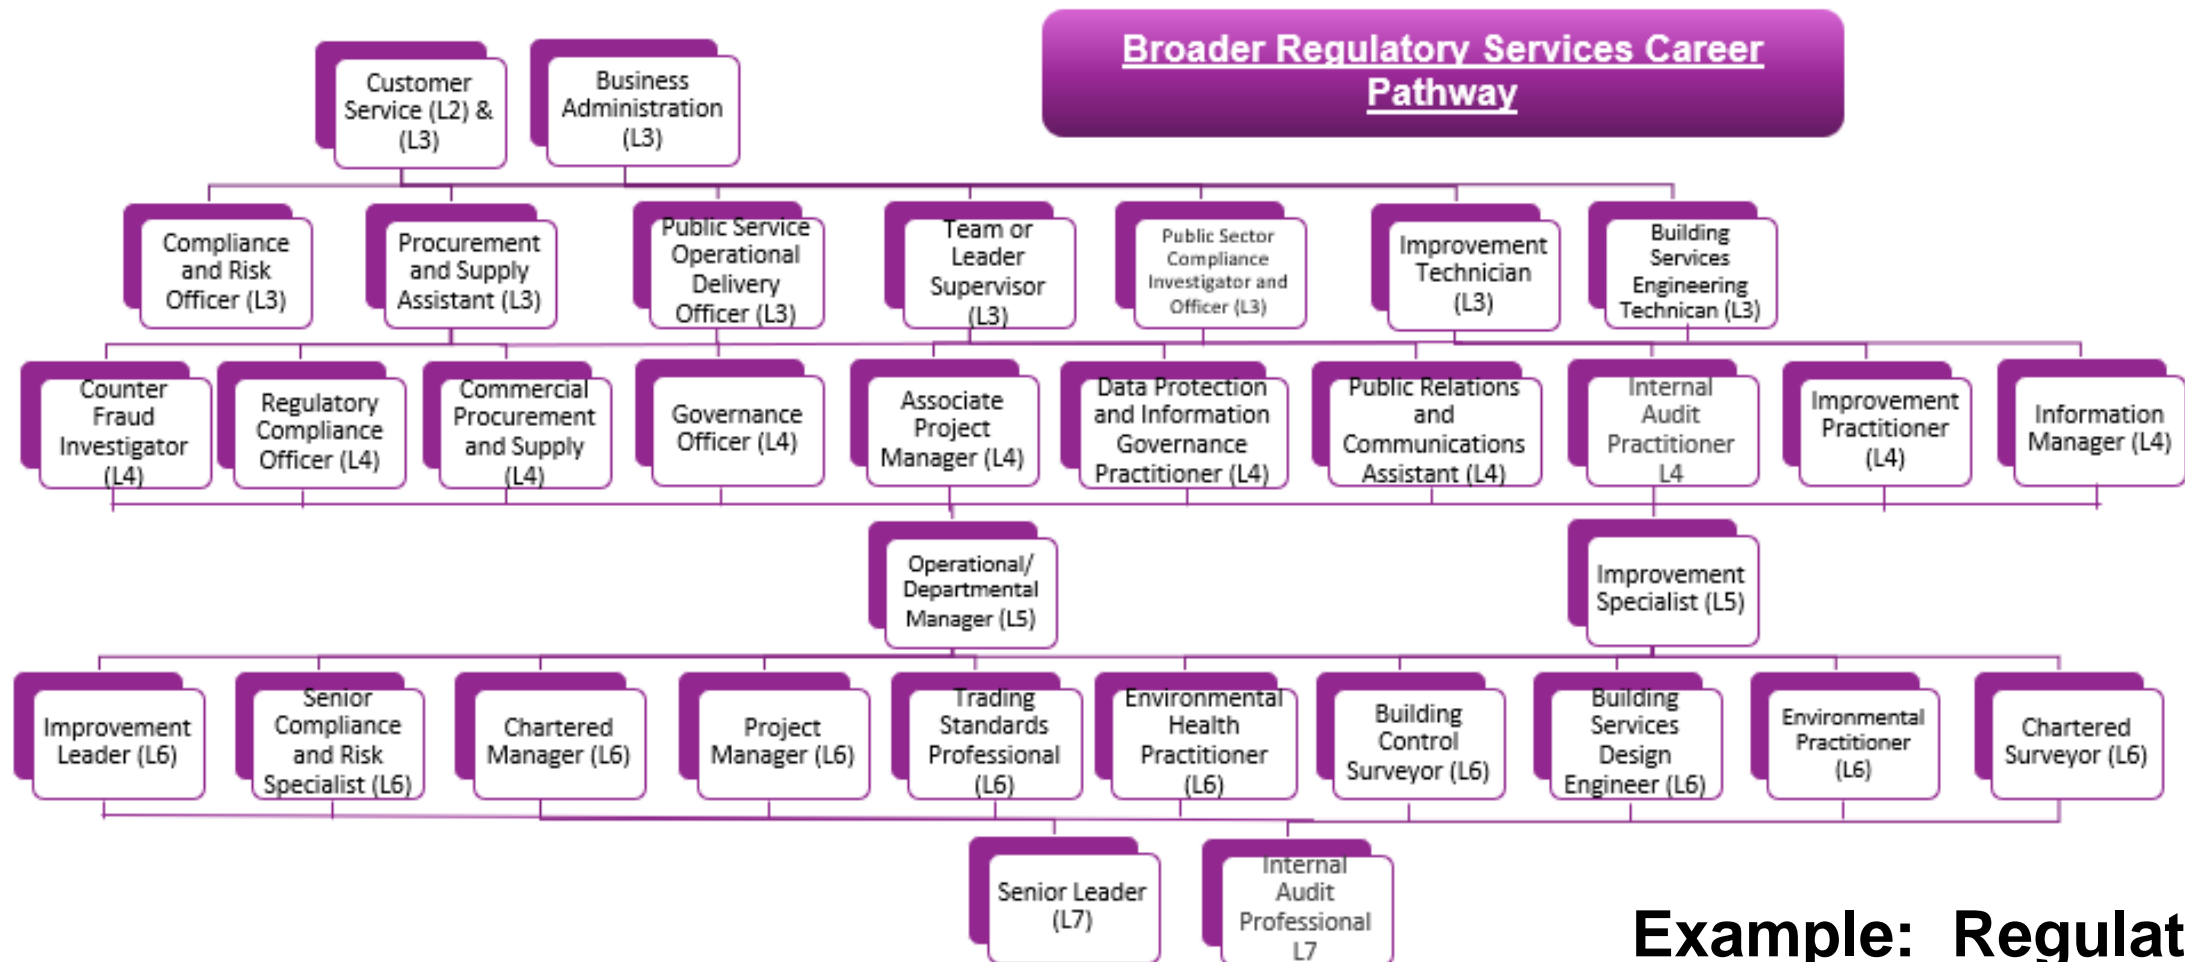 Broader Regulatory Services Career
Pathway
Customer
Service (L2) &
(L3)
Business
Administration
(L3)
Compliance
and Risk
Officer (L3)
Procurement
and Supply
Assistant (L3)
Public Service
Operational
Delivery
Officer (L3)
Team or
Leader
Supervisor
(L3)
Public Sector
Compliance
Investigator and
Officer (L3)
Improvement
Technician
(L3)
Building
Services
Engineering
Technican (L3)
Counter
Fraud
Investigator
(L4)
Regulatory
Compliance
Officer (L4)
Commercial
Procurement
and Supply
(L4)
Governance
Officer (L4)
Associate
Project
Manager (L4)
Data Protection
and Information
Governance
Practitioner (L4)
Public Relations
and
Communications
Assistant (L4)
Internal
Audit
Practitioner
L4
Improvement
Practitioner
(L4)
Information
Manager (L4)
Operational/
Departmental
Manager (L5)
Improvement
Specialist (L5)
Improvement
Leader (L6)
Senior
Compliance
and Risk
Specialist (L6)
Chartered
Manager (L6)
Project
Manager (L6)
Trading
Standards
Professional
(L6)
Environmental
Health
Practitioner
(L6)
Building
Control
Surveyor (L6)
Building
Services
Design
Engineer (L6)
Environmental
Practitioner
(L6)
Chartered
Surveyor (L6)
Senior Leader
(L7)
Internal
Audit
Professional
L7
Example: Regulat